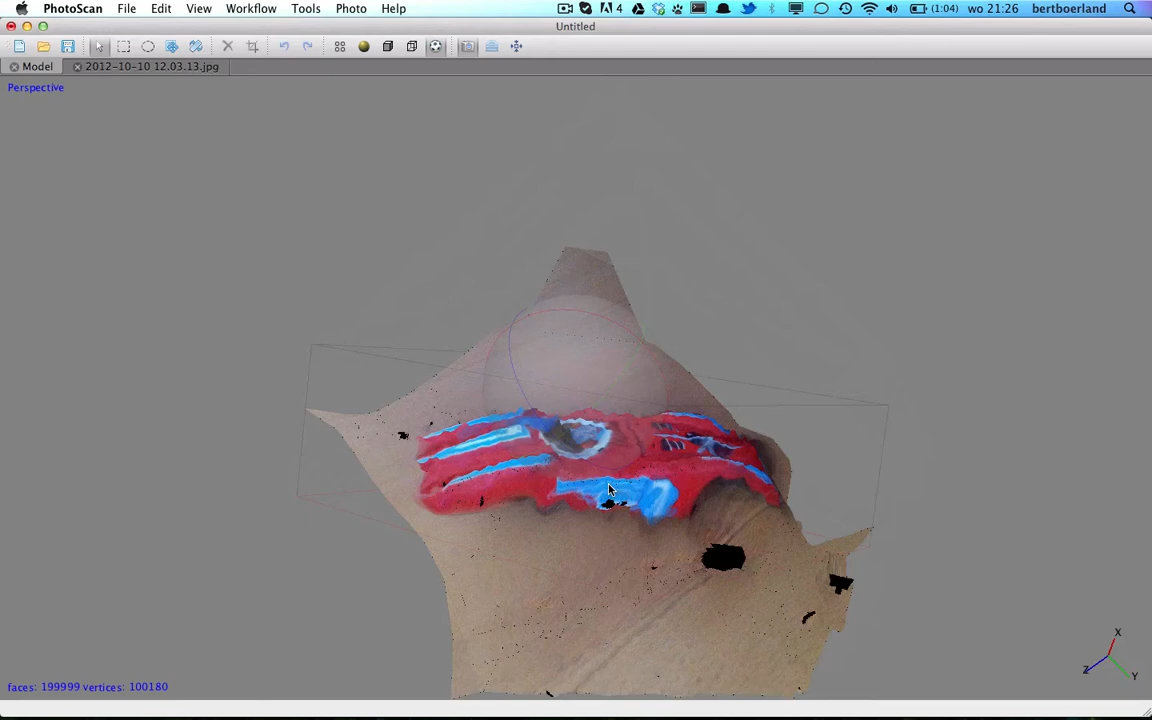 PhotoScan File Edit View Workflow Tools Photo Help 4 (1:04) wo 21:26 bertboerland
Untitled
Model 2012-10-10 12.03.13.jpg
Perspective
X
Z
Y
faces: 199999 vertices: 100180